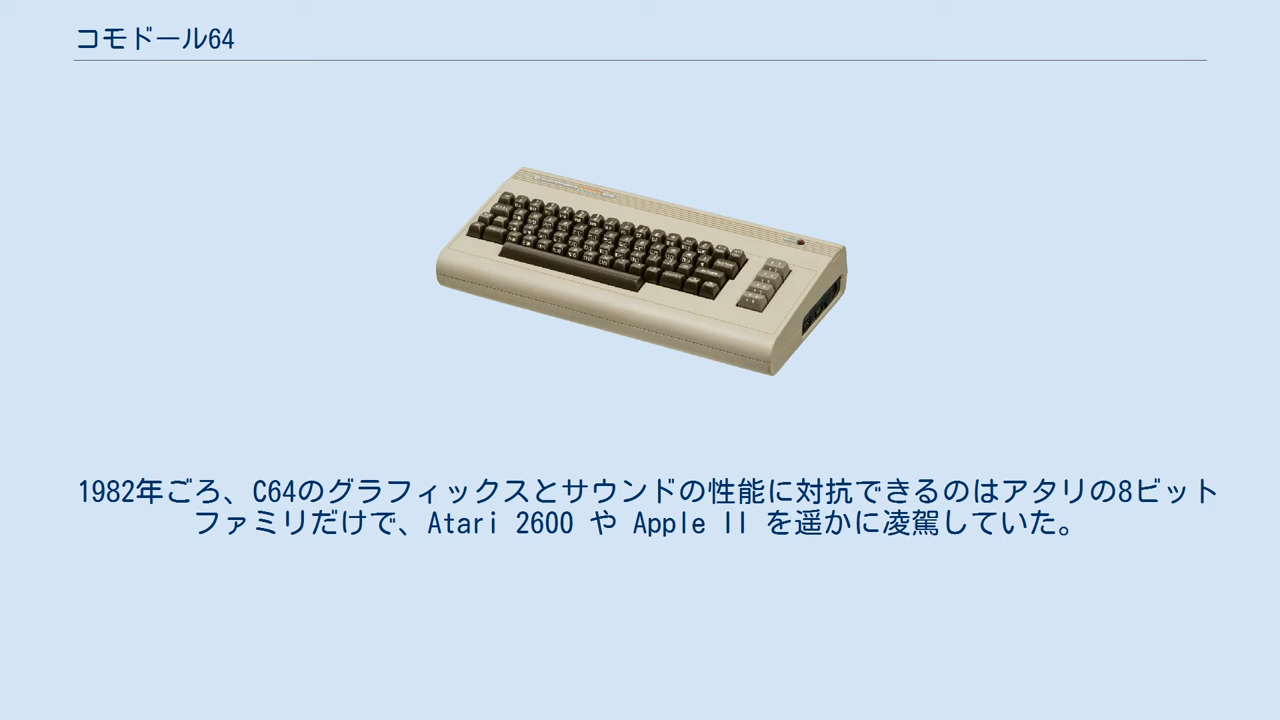 コモドール64
1982年ごろ、C64のグラフィックスとサウンドの性能に対抗できるのはアタリの8ビット
ファミリだけで、Atari 2600 や Apple II を遥かに凌駕していた。